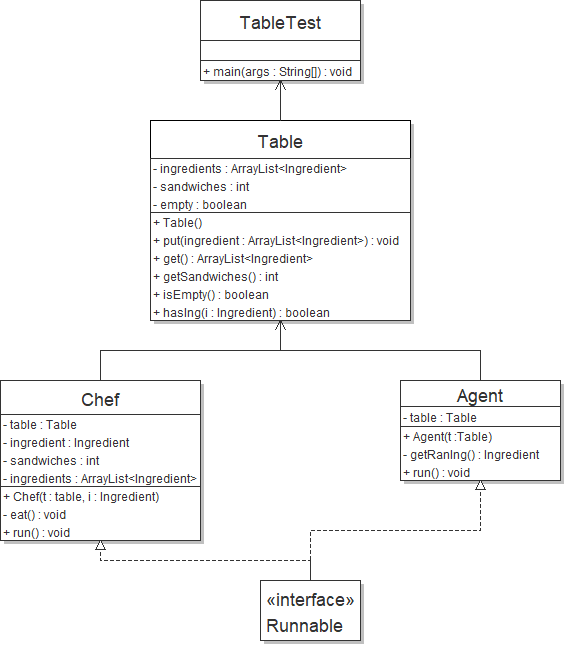 TableTest
+ main(args : String[]) : void
Table
- ingredients : ArrayList<Ingredient>
- sandwiches : int
- empty : boolean
+ Table()
+ put(ingredient : ArrayList<Ingredient>) : void
+ get() : ArrayList<Ingredient>
+ getSandwiches() : int
+ isEmpty() : boolean
+ hasIng(i : Ingredient) : boolean
Chef
- table : Table
- ingredient : Ingredient
- sandwiches : int
- ingredients : ArrayList<Ingredient>
+ Chef(t : table, i : Ingredient)
- eat() : void
+ run() : void
Agent
- table : Table
+ Agent(t :Table)
- getRanIng() : Ingredient
+ run() : void
«interface»
Runnable